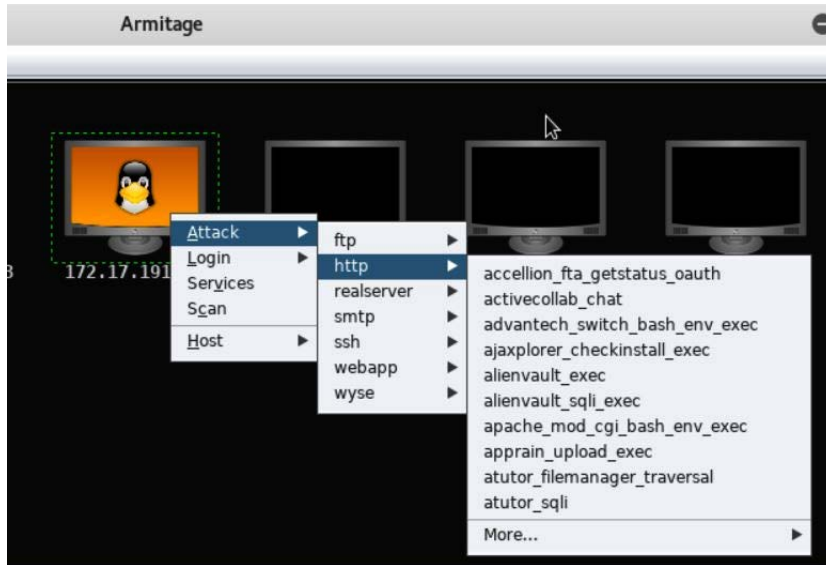 Armitage
3
172.17.191
Attack
Login
Services
Scan
Host
ftp
http
realserver
smtp
ssh
webapp
wyse
accellion_fta_getstatus_oauth
activecollab_chat
advantech_switch_bash_env_exec
ajaxplorer_checkinstall_exec
alienvault_exec
alienvault_sqli_exec
apache_mod_cgi_bash_env_exec
apprain_upload_exec
atutor_filemanager_traversal
atutor_sqli
More...